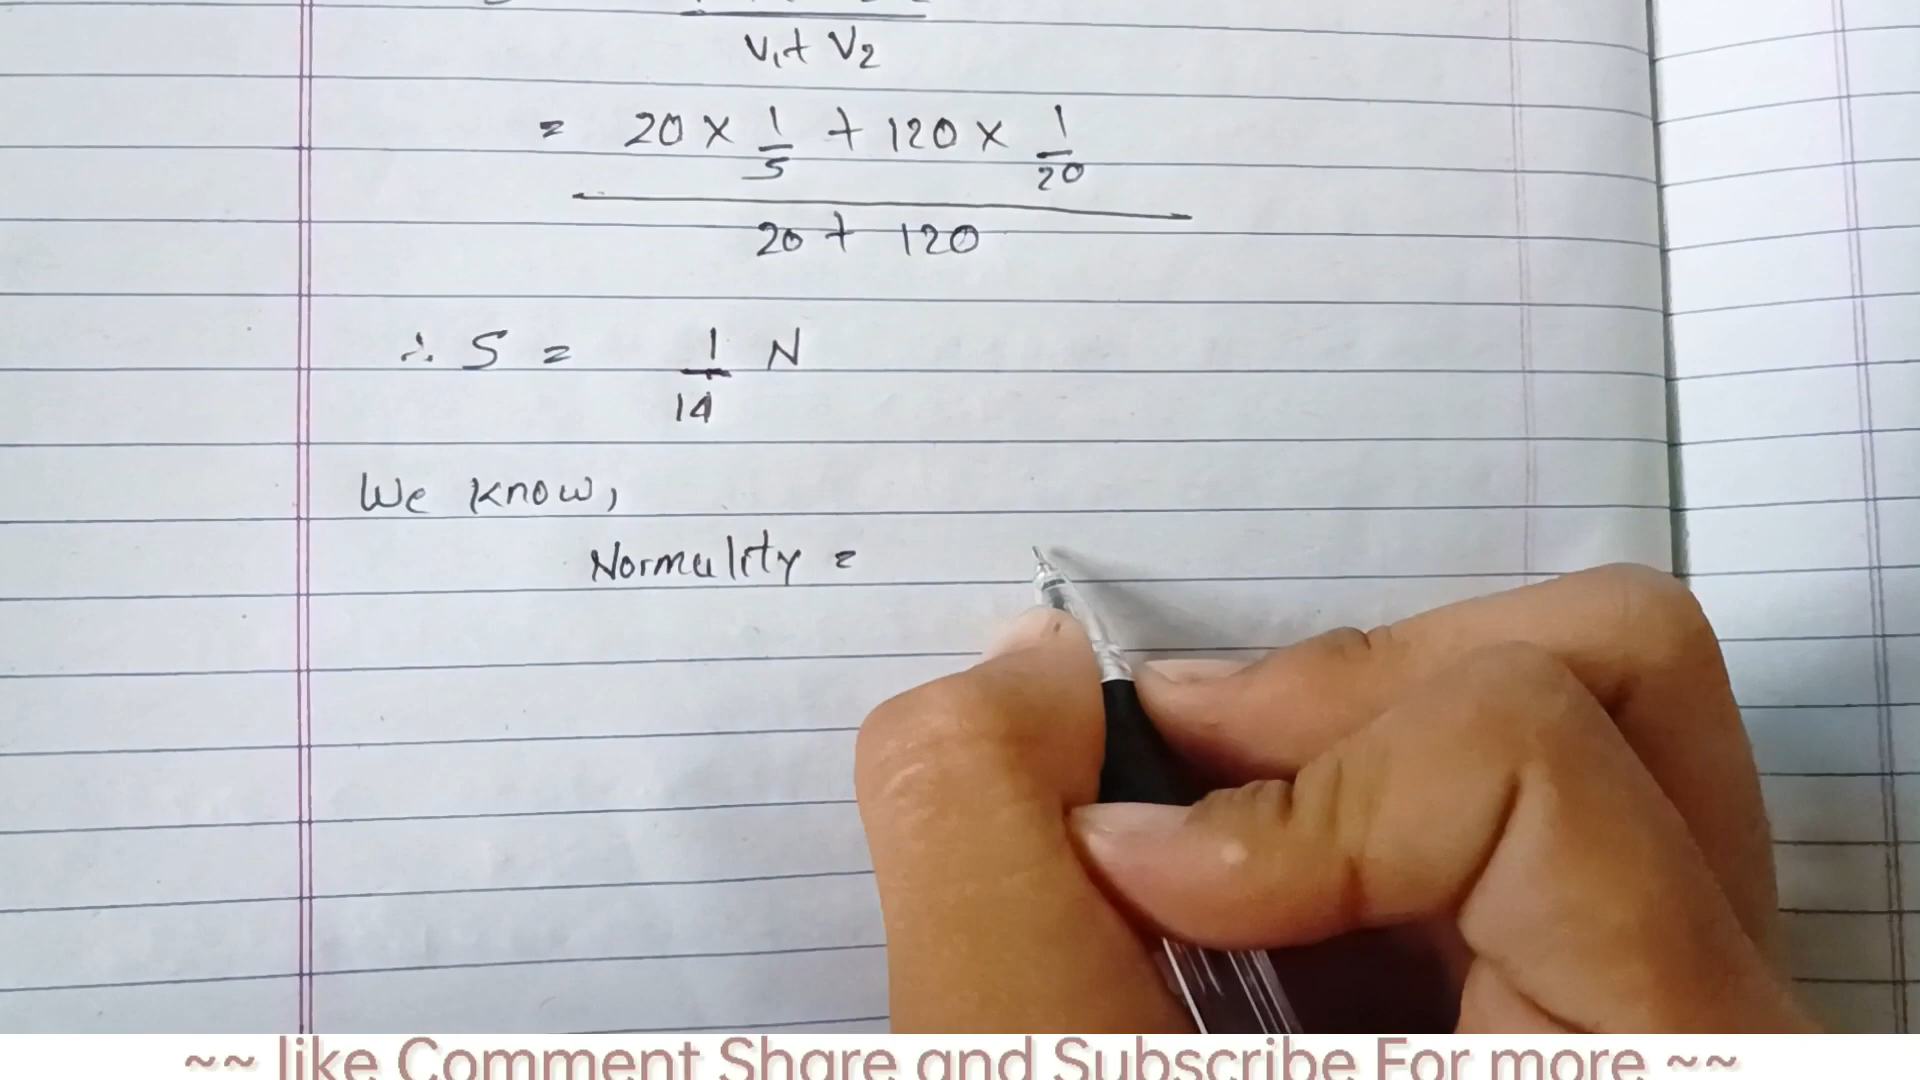 V₁+ V₂
= 20 × 1/5 + 120 × 1/20
20 + 120
∴ S = 1/14 N
We know,
Normality =
~~ like Comment Share and Subscribe For more ~~